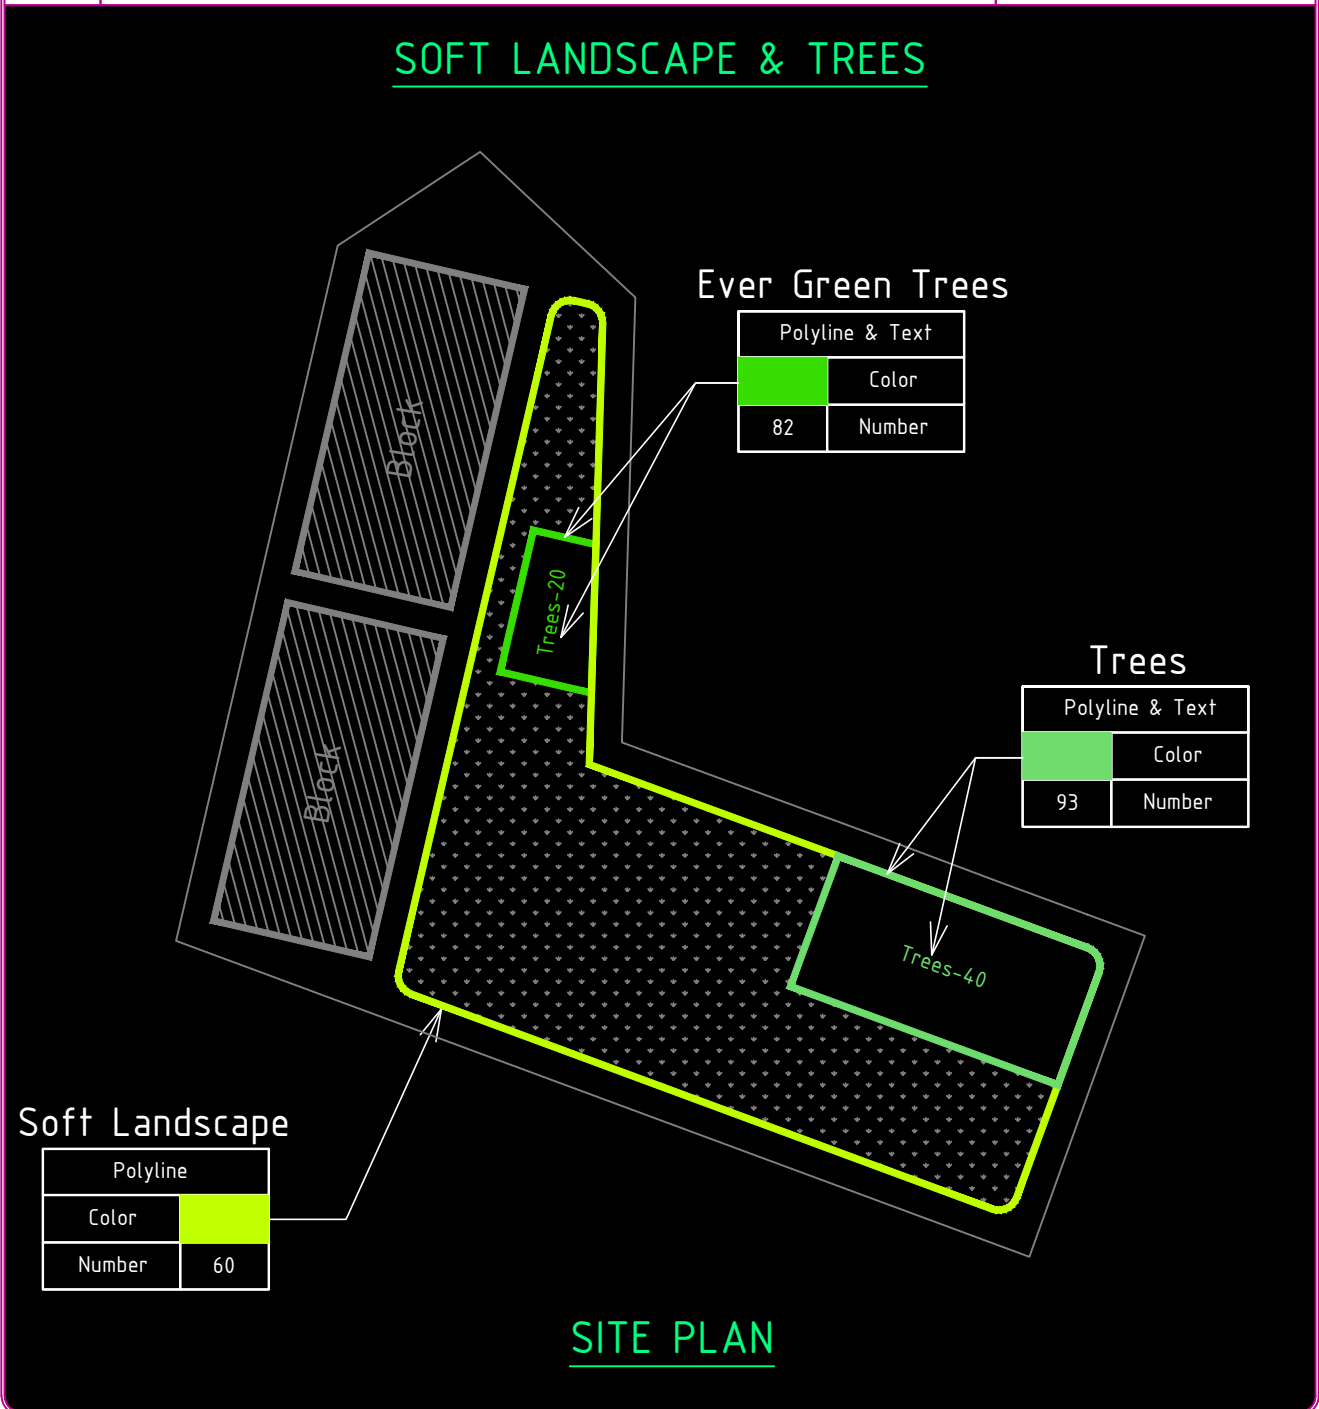 SOFT LANDSCAPE & TREES
Ever Green Trees
Polyline & Text
Color
82 Number
Block
Trees-20
Trees
Polyline & Text
Color
93 Number
Block
Trees-40
Soft Landscape
Polyline
Color
Number 60
SITE PLAN